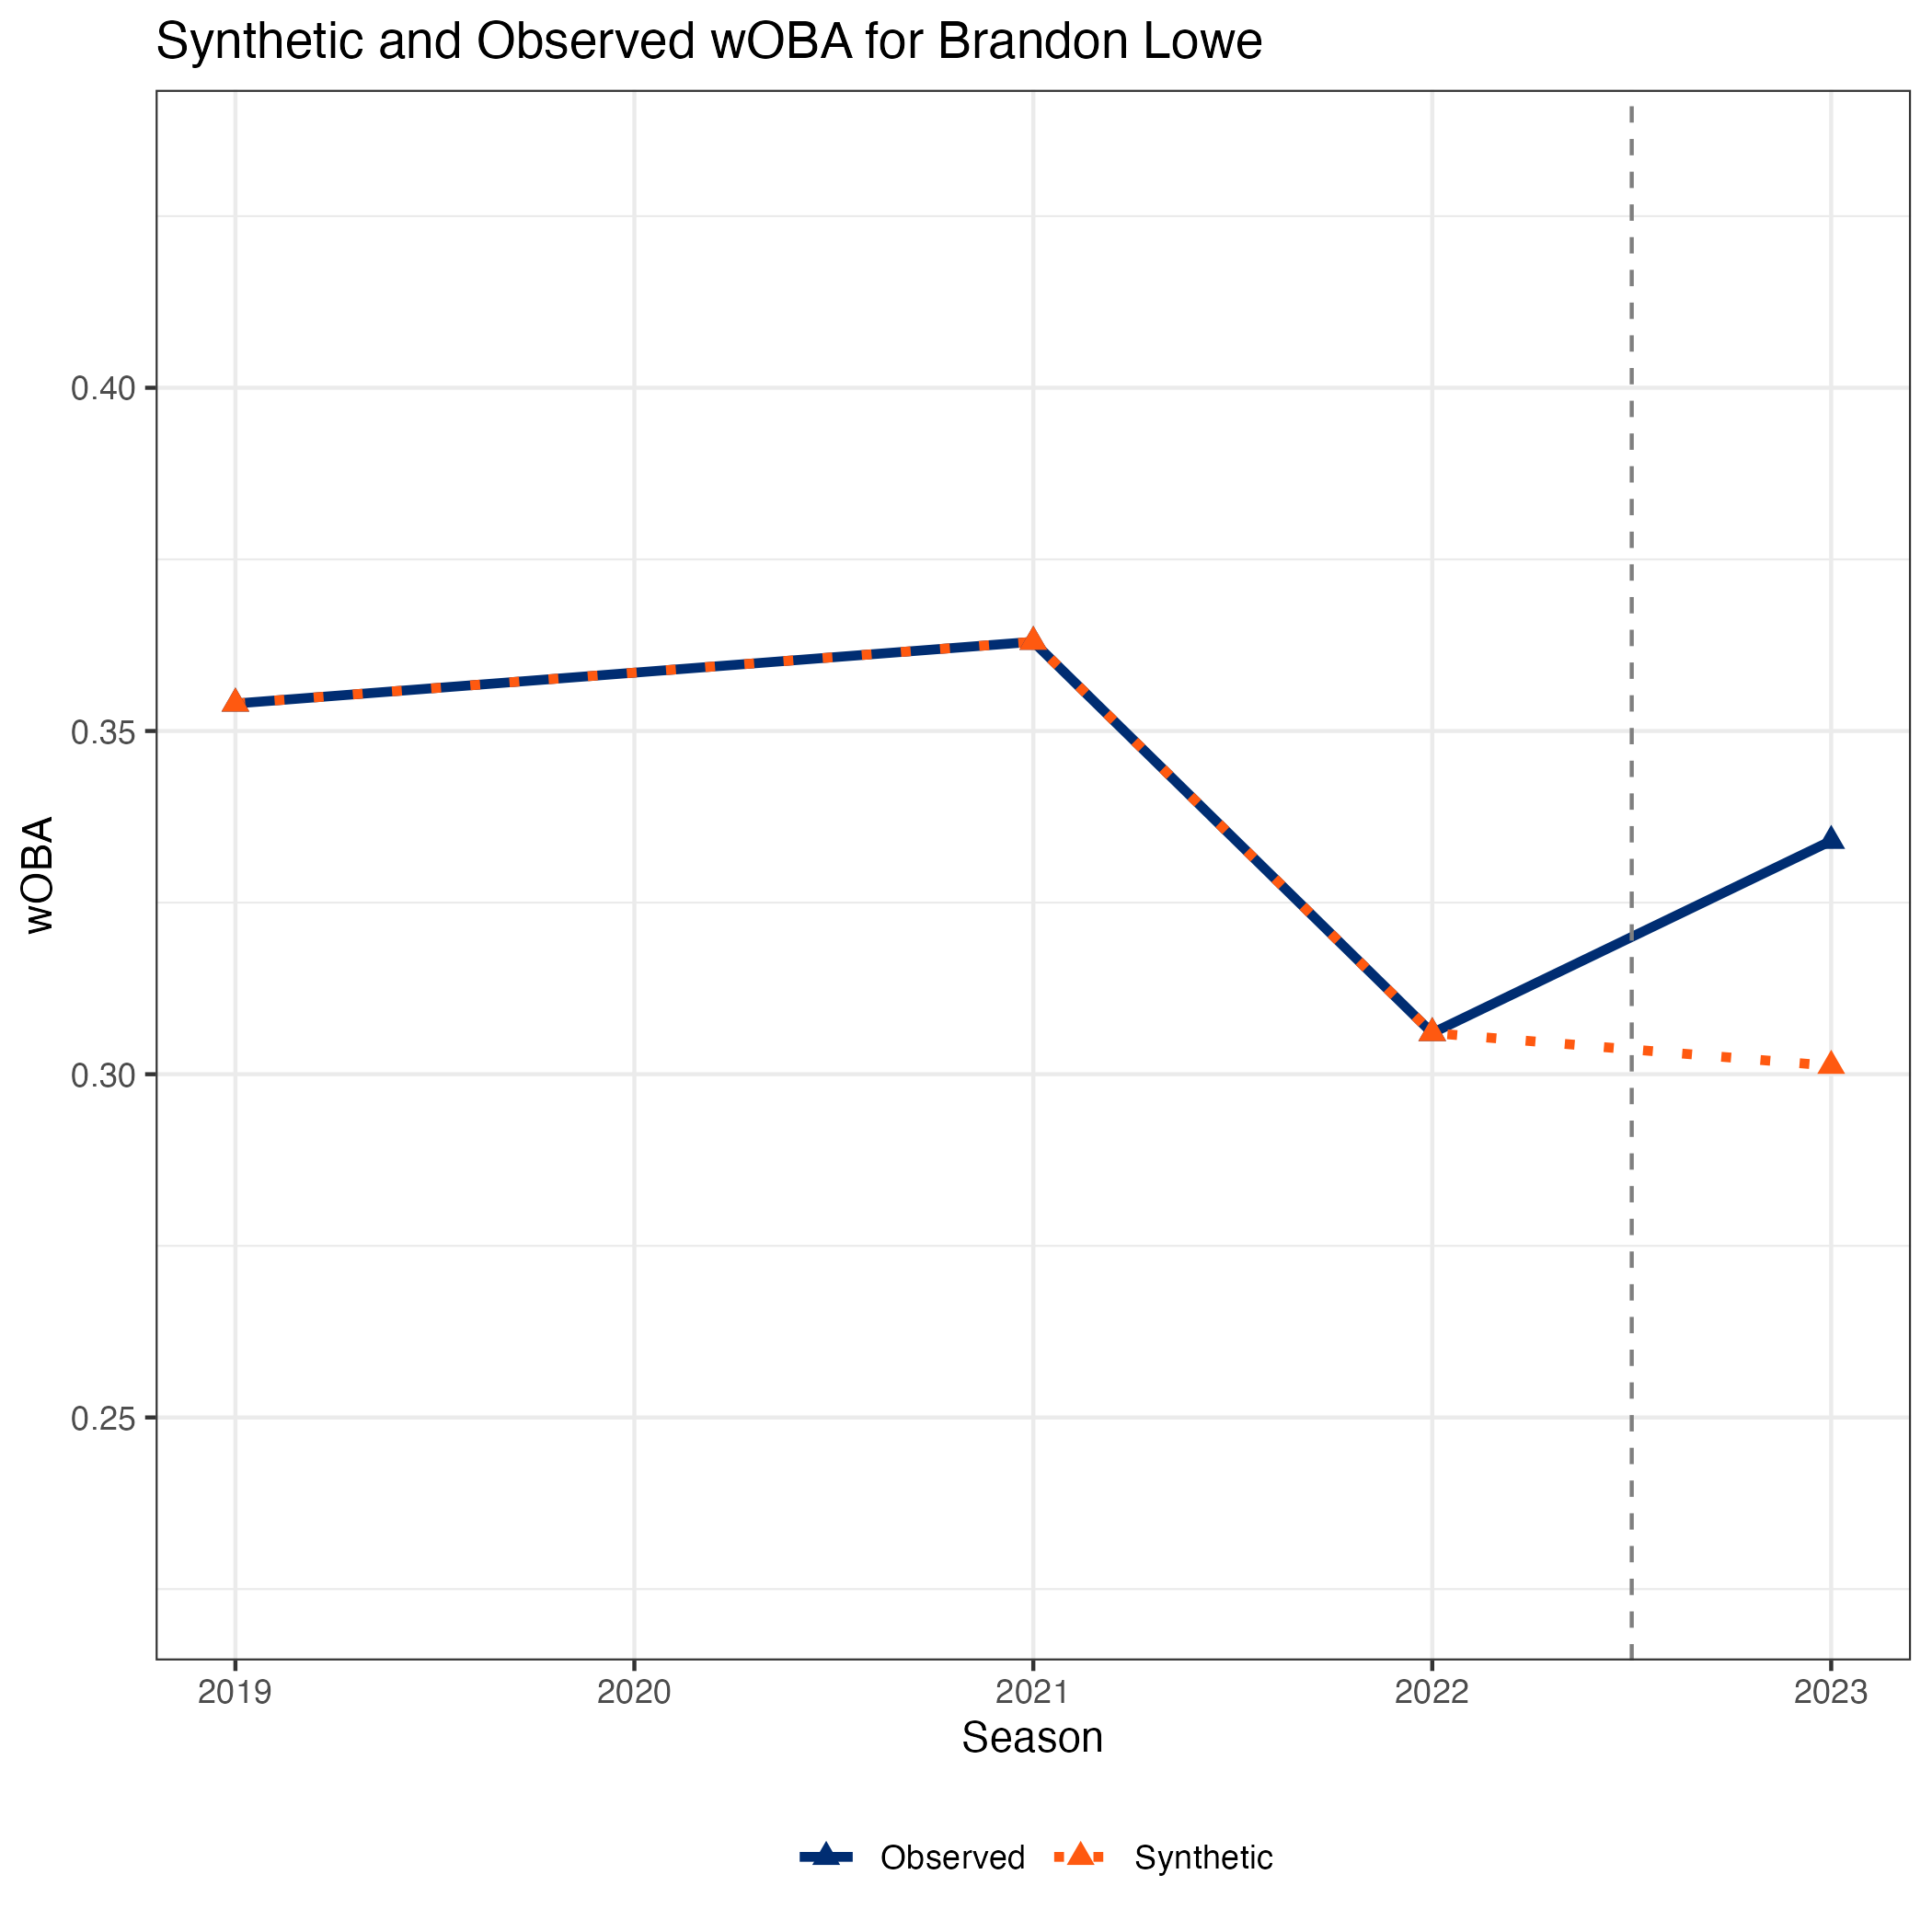 Synthetic and Observed wOBA for Brandon Lowe
wOBA
0.40
0.35
0.30
0.25
2019 2020 2021 2022 2023
Season
Observed Synthetic